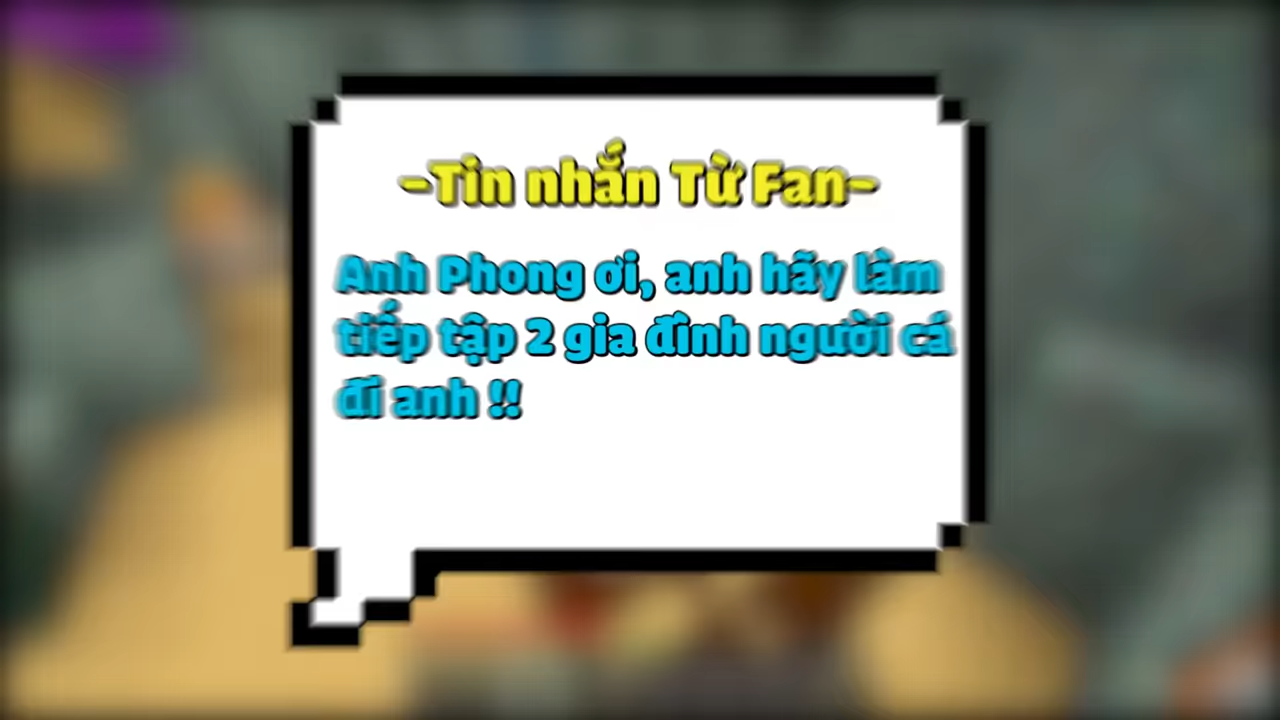 -Tin nhắn Từ Fan-
Anh Phong ơi, anh hãy làm
tiếp tập 2 gia đình người cá
đi anh !!